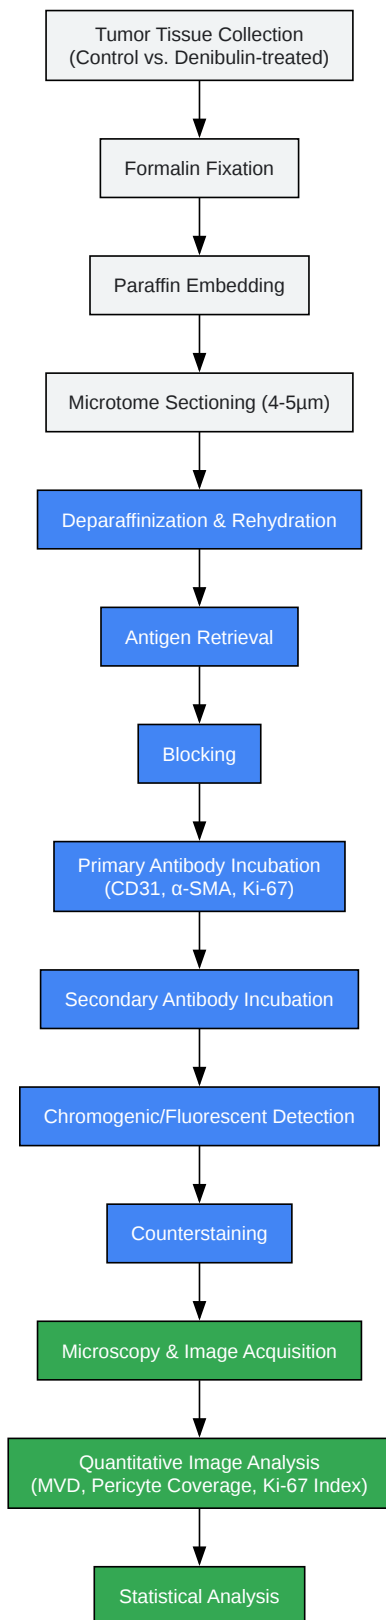 Tumor Tissue Collection
(Control vs. Denibulin-treated)
Formalin Fixation
Paraffin Embedding
Microtome Sectioning (4-5µm)
Deparaffinization & Rehydration
Antigen Retrieval
Blocking
Primary Antibody Incubation
(CD31, α-SMA, Ki-67)
Secondary Antibody Incubation
Chromogenic/Fluorescent Detection
Counterstaining
Microscopy & Image Acquisition
Quantitative Image Analysis
(MVD, Pericyte Coverage, Ki-67 Index)
Statistical Analysis